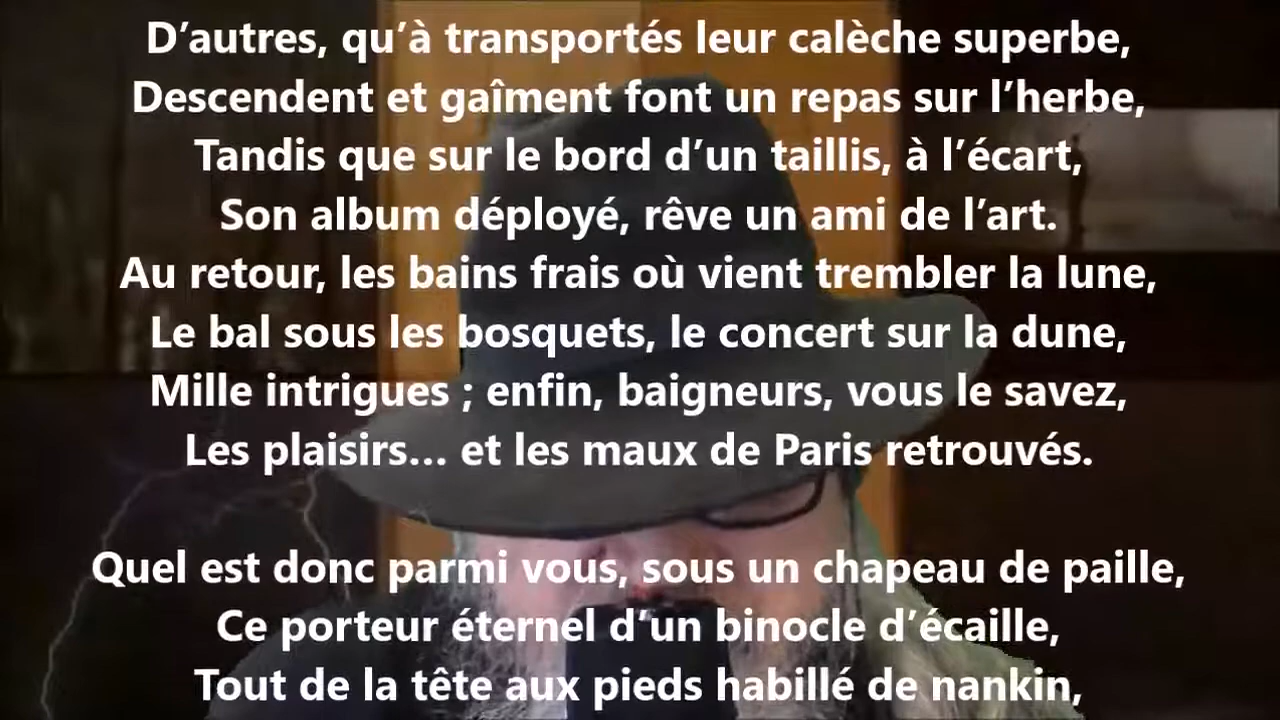 D’autres, qu’à transportés leur calèche superbe,
Descendent et gaîment font un repas sur l’herbe,
Tandis que sur le bord d’un taillis, à l’écart,
Son album déployé, rêve un ami de l’art.
Au retour, les bains frais où vient trembler la lune,
Le bal sous les bosquets, le concert sur la dune,
Mille intrigues ; enfin, baigneurs, vous le savez,
Les plaisirs… et les maux de Paris retrouvés.
Quel est donc parmi vous, sous un chapeau de paille,
Ce porteur éternel d’un binocle d’écaille,
Tout de la tête aux pieds habillé de nankin,